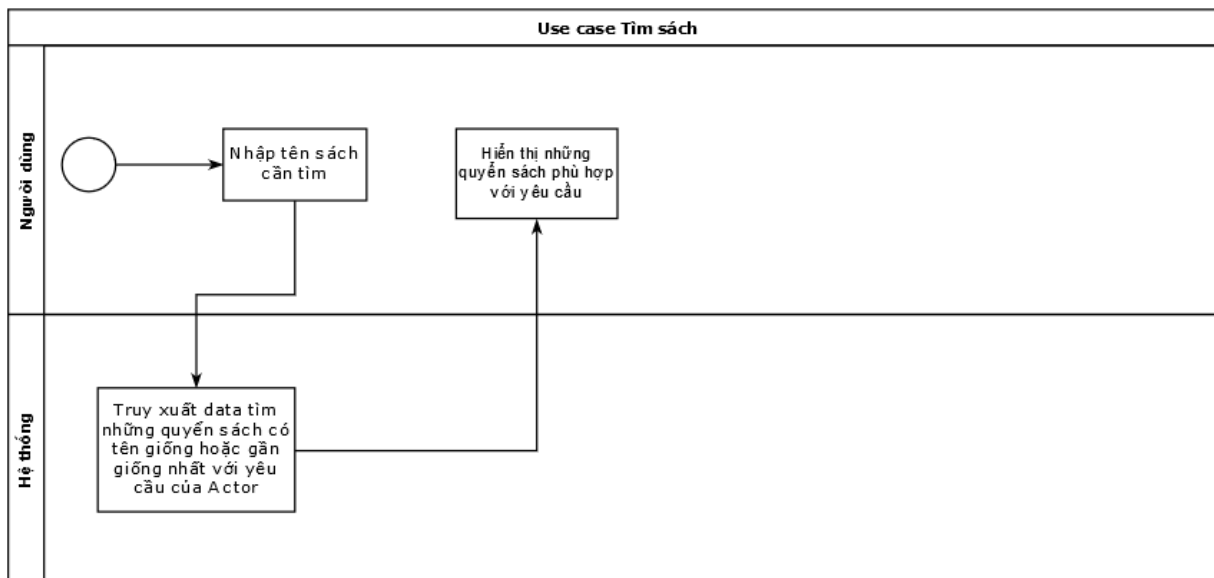 Use case Tìm sách
Người dùng
Nhập tên sách
cần tìm
Hiển thị những
quyển sách phù hợp
với yêu cầu
Hệ thống
Truy xuất data tìm
những quyển sách có
tên giống hoặc gần
giống nhất với yêu
cầu của Actor